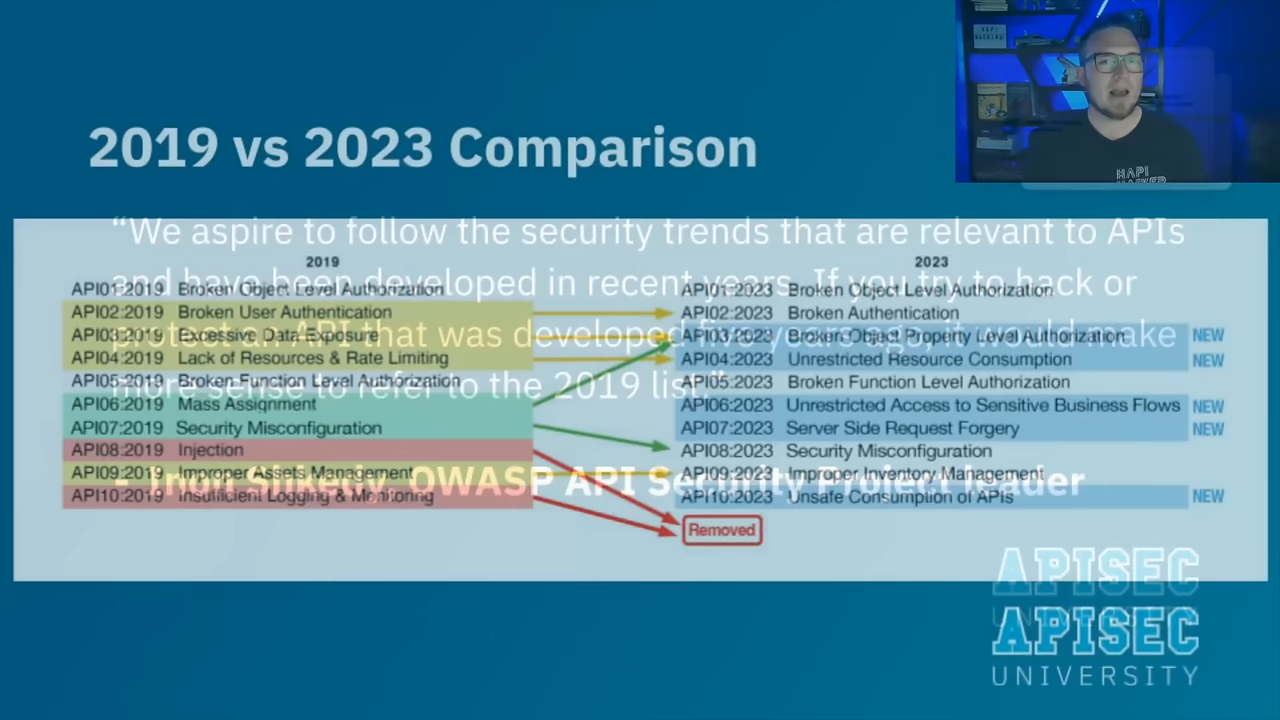 HAPI
HACKER
2019 vs 2023 Comparison
“We aspire to follow the security trends that are relevant to APIs
and have been developed in recent years. If you try to hack or
protect an API that was developed five years ago, it would make
more sense to refer to the 2019 list.”
OWASP API Security Project leader
2019
API01:2019 Broken Object Level Authorization
API02:2019 Broken User Authentication
API03:2019 Excessive Data Exposure
API04:2019 Lack of Resources & Rate Limiting
API05:2019 Broken Function Level Authorization
API06:2019 Mass Assignment
API07:2019 Security Misconfiguration
API08:2019 Injection
API09:2019 Improper Assets Management
API10:2019 Insufficient Logging & Monitoring
2023
API01:2023 Broken Object Level Authorization
API02:2023 Broken Authentication
API03:2023 Broken Object Property Level Authorization NEW
API04:2023 Unrestricted Resource Consumption NEW
API05:2023 Broken Function Level Authorization
API06:2023 Unrestricted Access to Sensitive Business Flows NEW
API07:2023 Server Side Request Forgery NEW
API08:2023 Security Misconfiguration
API09:2023 Improper Inventory Management
API10:2023 Unsafe Consumption of APIs NEW
Removed
APISEC
UNIVERSITY
APISEC
UNIVERSITY